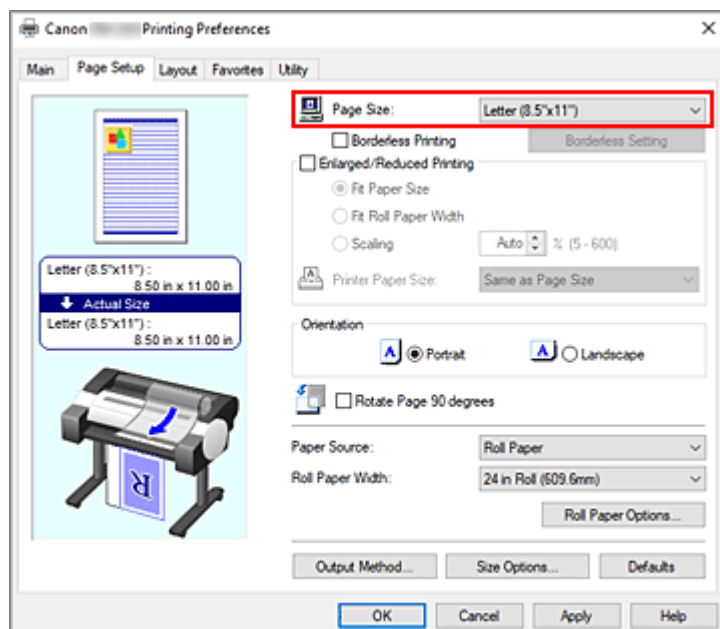 Canon Printing Preferences
Main Page Setup Layout Favorites Utility
Page Size: Letter (8.5"x11")
Borderless Printing Borderless Setting
Enlarged/Reduced Printing
Fit Paper Size
Fit Roll Paper Width
Scaling Auto % (5 - 600)
Printer Paper Size: Same as Page Size
Letter (8.5"x11") :
8.50 in x 11.00 in
Actual Size
Letter (8.5"x11") :
8.50 in x 11.00 in
Orientation
A Portrait A Landscape
Rotate Page 90 degrees
R
Paper Source: Roll Paper
Roll Paper Width: 24 in Roll (609.6mm)
Roll Paper Options...
Output Method... Size Options... Defaults
OK Cancel Apply Help